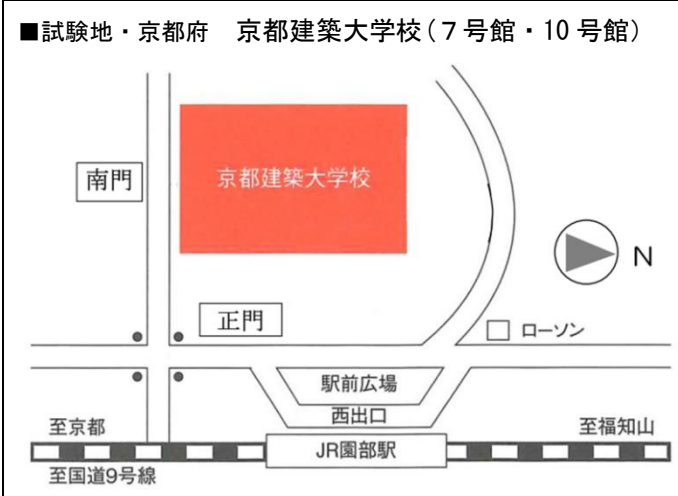 ■試験地・京都府　京都建築大学校(７号館・10号館)
南門
京都建築大学校
N
正門
ローソン
駅前広場
西出口
至京都
至福知山
JR園部駅
至国道9号線